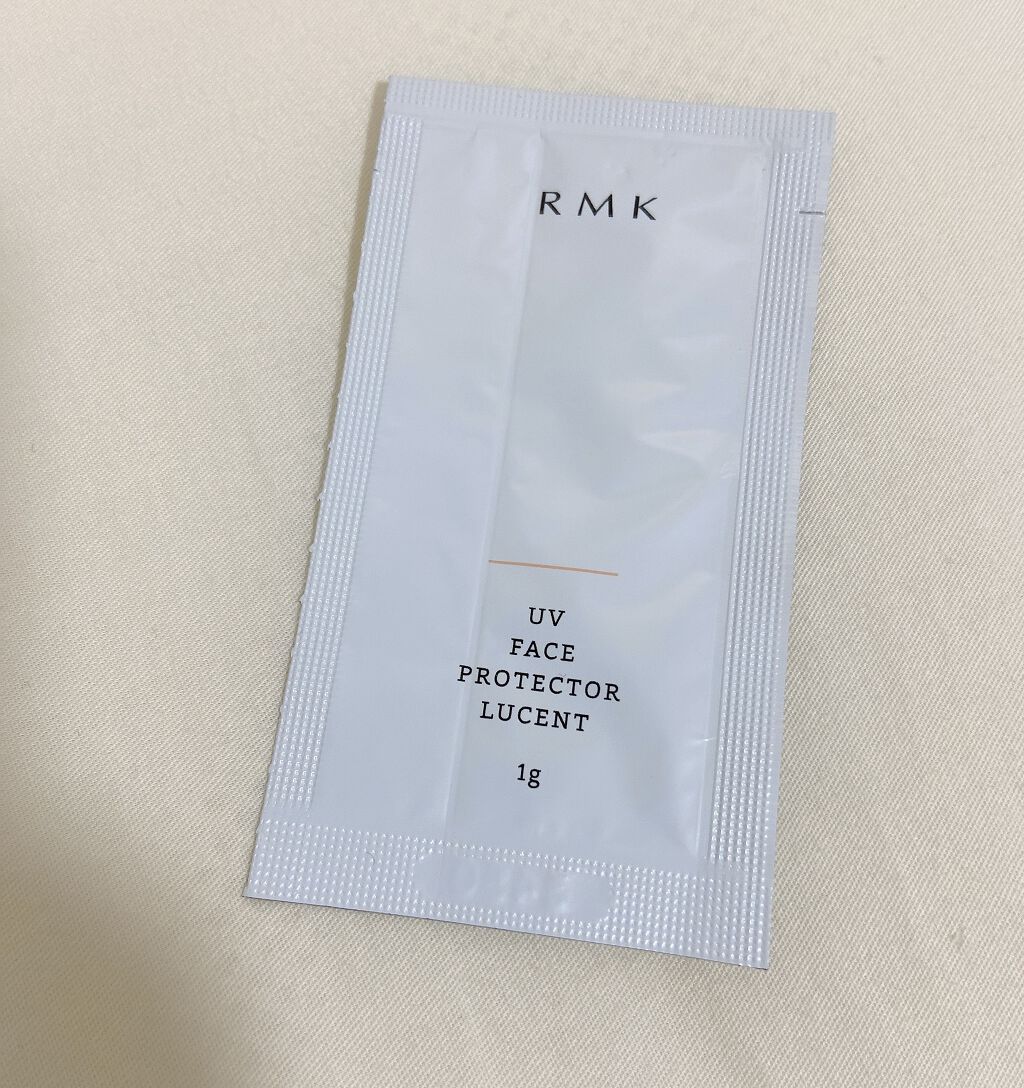 RMK
UV
FACE
PROTECTOR
LUCENT
1g